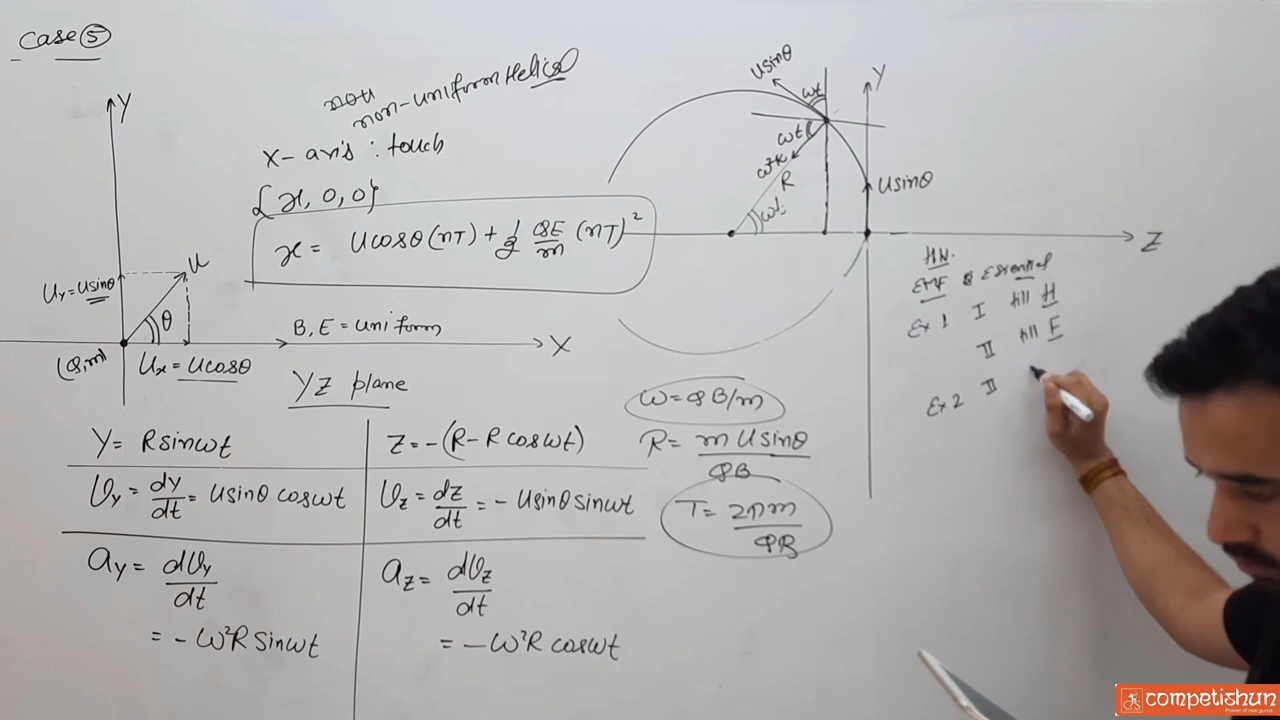 Case 5
Y
non-uniform Helics
X-axis : touch
{x, 0, 0}
x = Ucosθ(nT) + 1/2 QE/m (nT)²
U
Uy = Usinθ
θ
B, E = Uniform
X
(Q,m)
Ux = Ucosθ
YZ plane
Y = Rsinωt
Z = -(R - R cosωt)
Vy = dy/dt = Usinθ cosωt
Vz = dz/dt = - Usinθ sinωt
ay = dVy/dt
= - ω²R sinωt
az = dVz/dt
= - ω²R cosωt
ω = QB/m
R = m Usinθ/QB
T = 2πm/QB
Usinθ
ωt
Y
ωt
ω²R
R
ωt
Usinθ
Z
H.W.
EMF Essential
Ex 1 I till H
II till F
Ex 2 II
competishun